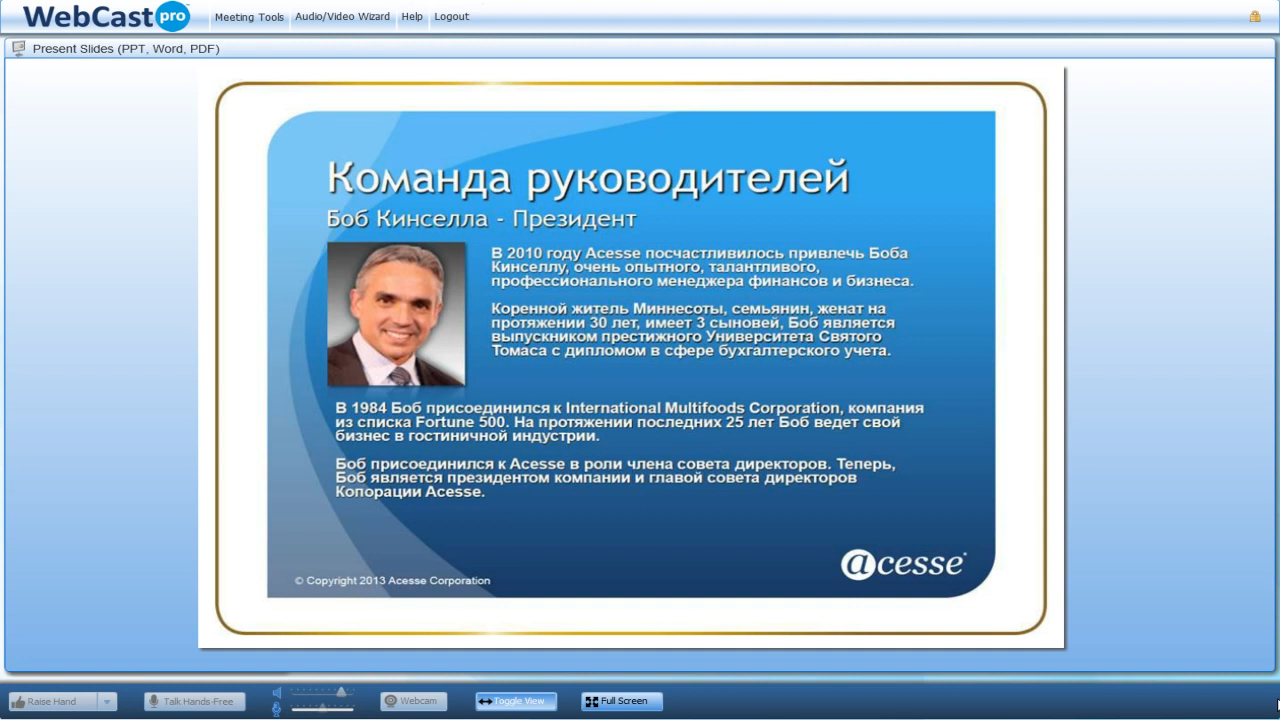 WebCast pro
Meeting Tools Audio/Video Wizard Help Logout
Present Slides (PPT, Word, PDF)
Команда руководителей
Боб Кинселла - Президент
В 2010 году Acesse посчастливилось привлечь Боба
Кинселлу, очень опытного, талантливого,
профессионального менеджера финансов и бизнеса.
Коренной житель Миннесоты, семьянин, женат на
протяжении 30 лет, имеет 3 сыновей, Боб является
выпускником престижного Университета Святого
Томаса с дипломом в сфере бухгалтерского учета.
В 1984 Боб присоединился к International Multifoods Corporation, компания
из списка Fortune 500. На протяжении последних 25 лет Боб ведет свой
бизнес в гостиничной индустрии.
Боб присоединился к Acesse в роли члена совета директоров. Теперь,
Боб является президентом компании и главой совета директоров
Копорации Acesse.
acesse
© Copyright 2013 Acesse Corporation
Raise Hand Talk Hands-Free Webcam Toggle View Full Screen